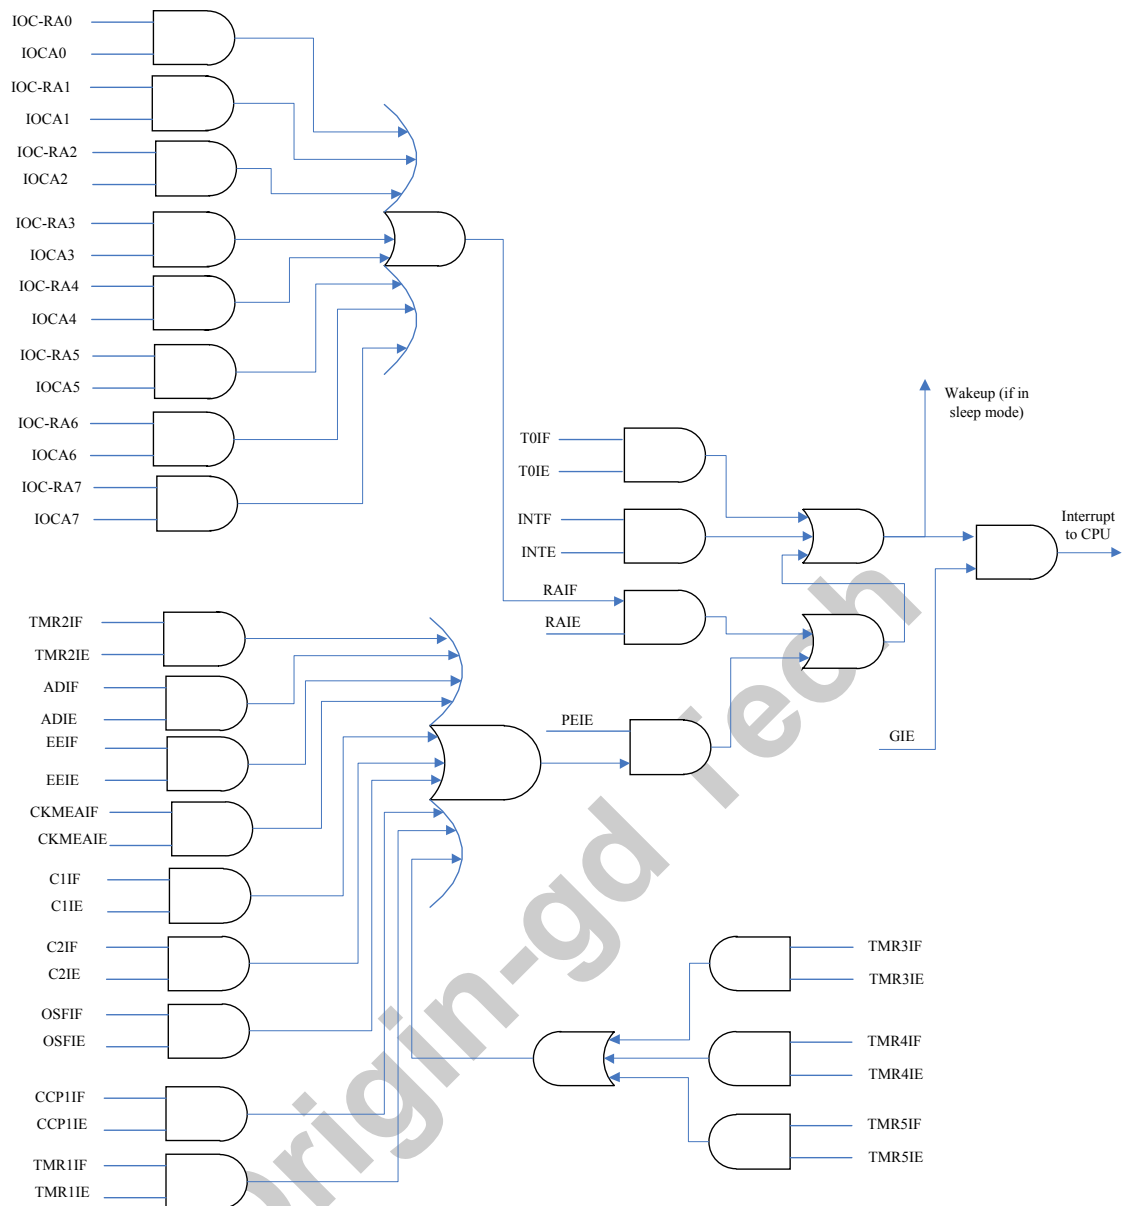 IOC-RA0
IOCA0
IOC-RA1
IOCA1
IOC-RA2
IOCA2
IOC-RA3
IOCA3
IOC-RA4
IOCA4
IOC-RA5
IOCA5
IOC-RA6
IOCA6
IOC-RA7
IOCA7
Wakeup (if in
sleep mode)
T0IF
T0IE
INTF
INTE
Interrupt
to CPU
RAIF
RAIE
PEIE
GIE
TMR2IF
TMR2IE
ADIF
ADIE
EEIF
EEIE
CKMEAIF
CKMEAIE
C1IF
C1IE
C2IF
C2IE
OSFIF
OSFIE
CCP1IF
CCP1IE
TMR1IF
TMR1IE
TMR3IF
TMR3IE
TMR4IF
TMR4IE
TMR5IF
TMR5IE
Origin-gd Tech